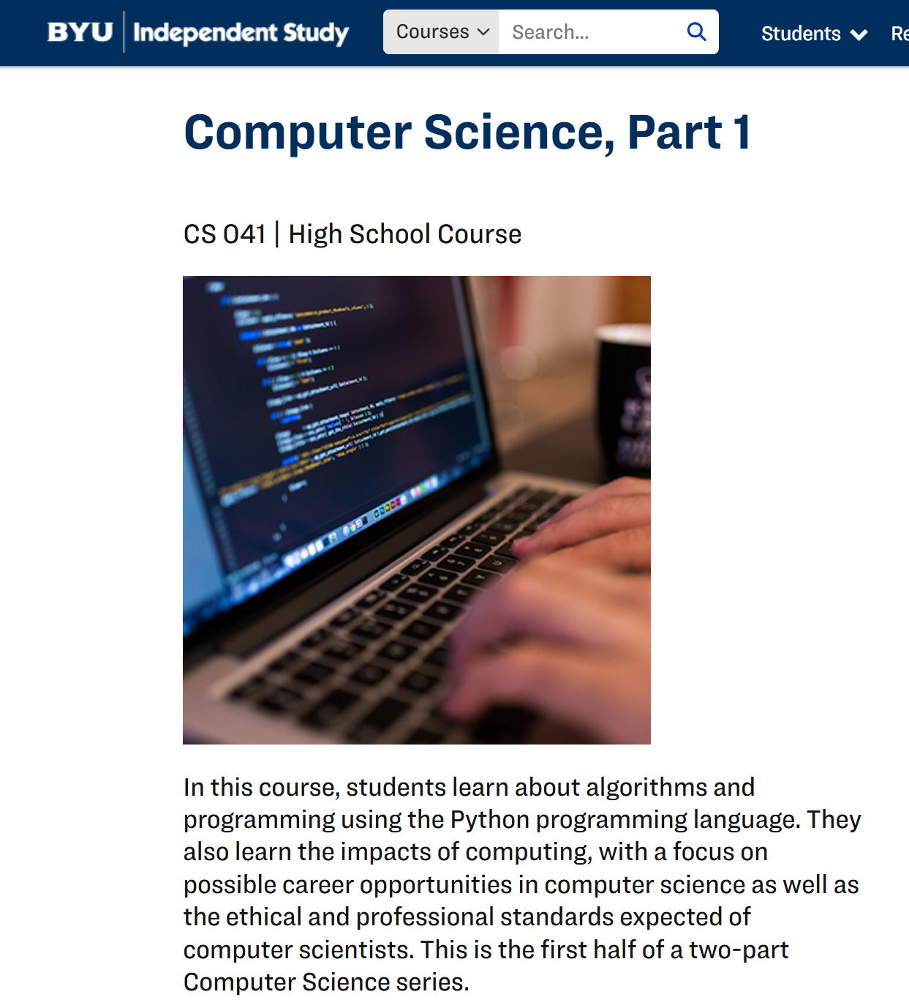 BYU Independent Study Courses Search... Students Re
Computer Science, Part 1
CS 041 | High School Course
In this course, students learn about algorithms and
programming using the Python programming language. They
also learn the impacts of computing, with a focus on
possible career opportunities in computer science as well as
the ethical and professional standards expected of
computer scientists. This is the first half of a two-part
Computer Science series.